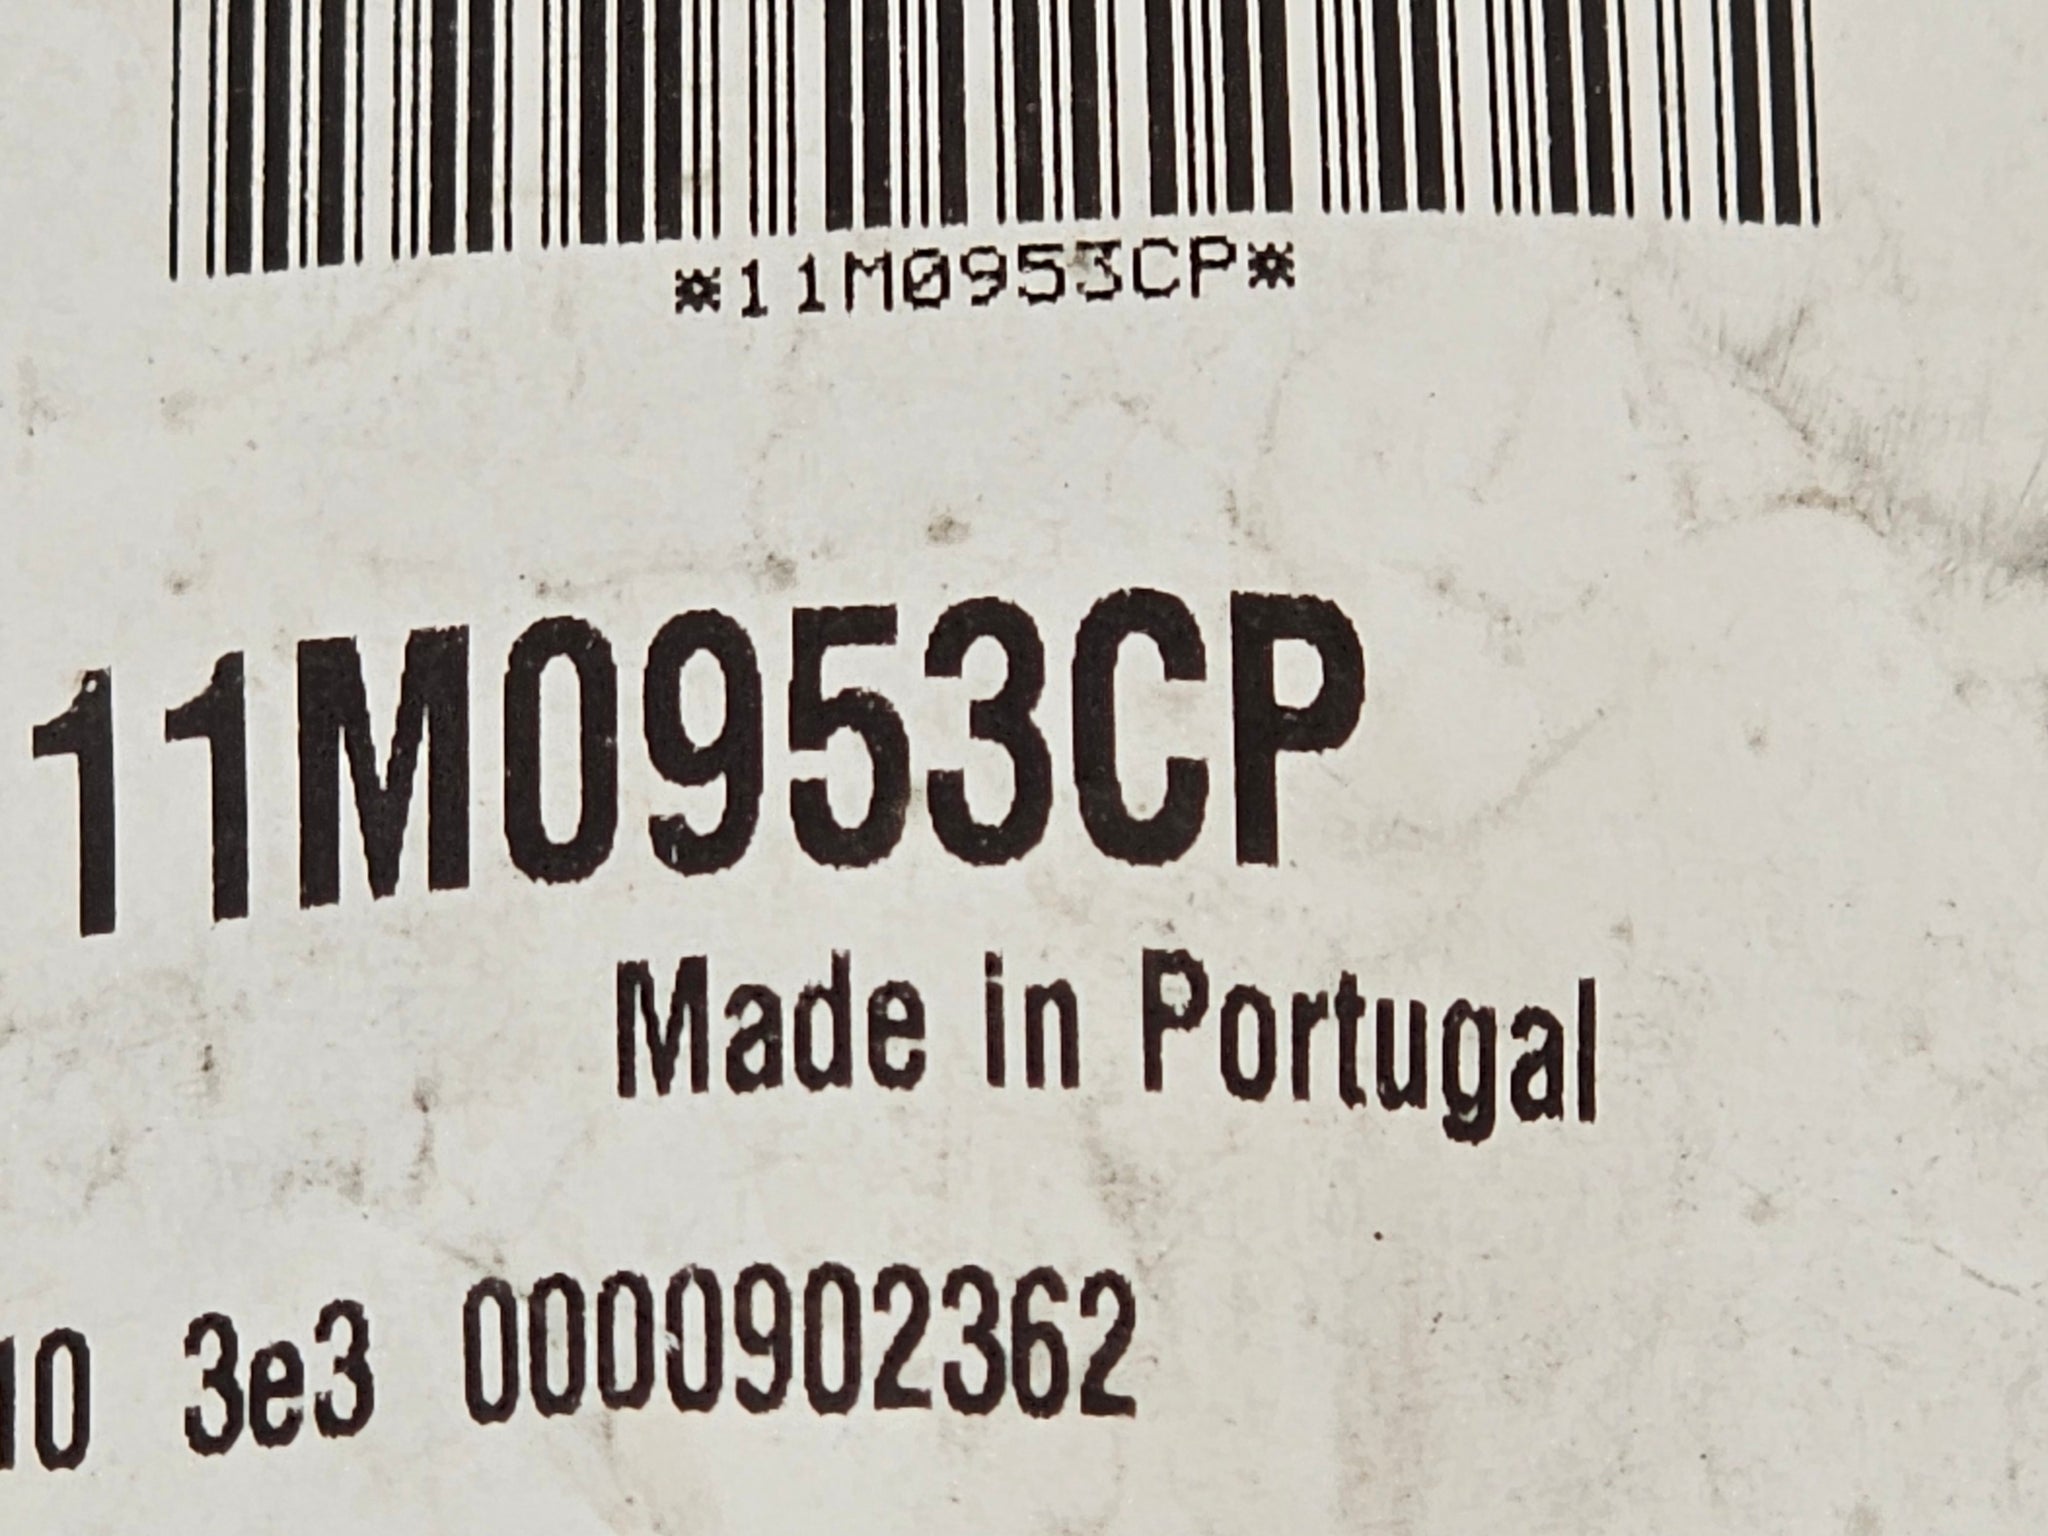 *11M0953CP*
11M0953CP
Made in Portugal
10 3e3 0000902362